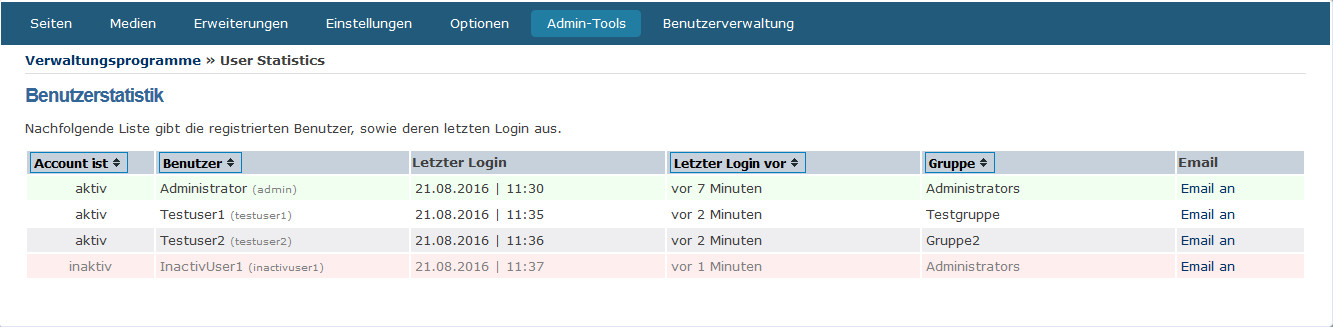 Seiten Medien Erweiterungen Einstellungen Optionen Admin-Tools Benutzerverwaltung
Verwaltungsprogramme » User Statistics
Benutzerstatistik
Nachfolgende Liste gibt die registrierten Benutzer, sowie deren letzten Login aus.
Account ist Benutzer Letzter Login Letzter Login vor Gruppe Email
aktiv Administrator (admin) 21.08.2016 | 11:30 vor 7 Minuten Administrators Email an
aktiv Testuser1 (testuser1) 21.08.2016 | 11:35 vor 2 Minuten Testgruppe Email an
aktiv Testuser2 (testuser2) 21.08.2016 | 11:36 vor 2 Minuten Gruppe2 Email an
inaktiv InactivUser1 (inactivuser1) 21.08.2016 | 11:37 vor 1 Minuten Administrators Email an